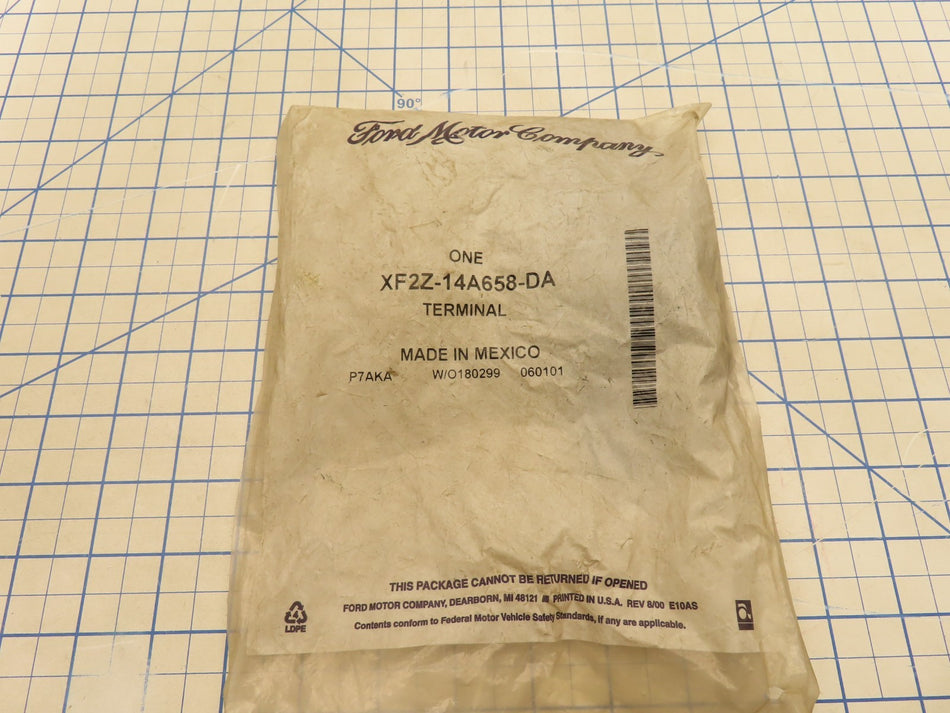 90°
Ford Motor Company,
ONE
XF2Z-14A658-DA
TERMINAL
MADE IN MEXICO
P7AKA W/O180299 060101
THIS PACKAGE CANNOT BE RETURNED IF OPENED
FORD MOTOR COMPANY, DEARBORN, MI 48121 PRINTED IN U.S.A. REV 8/00 E10AS
Contents conform to Federal Motor Vehicle Safety Standards, if any are applicable.
4
LDPE
a